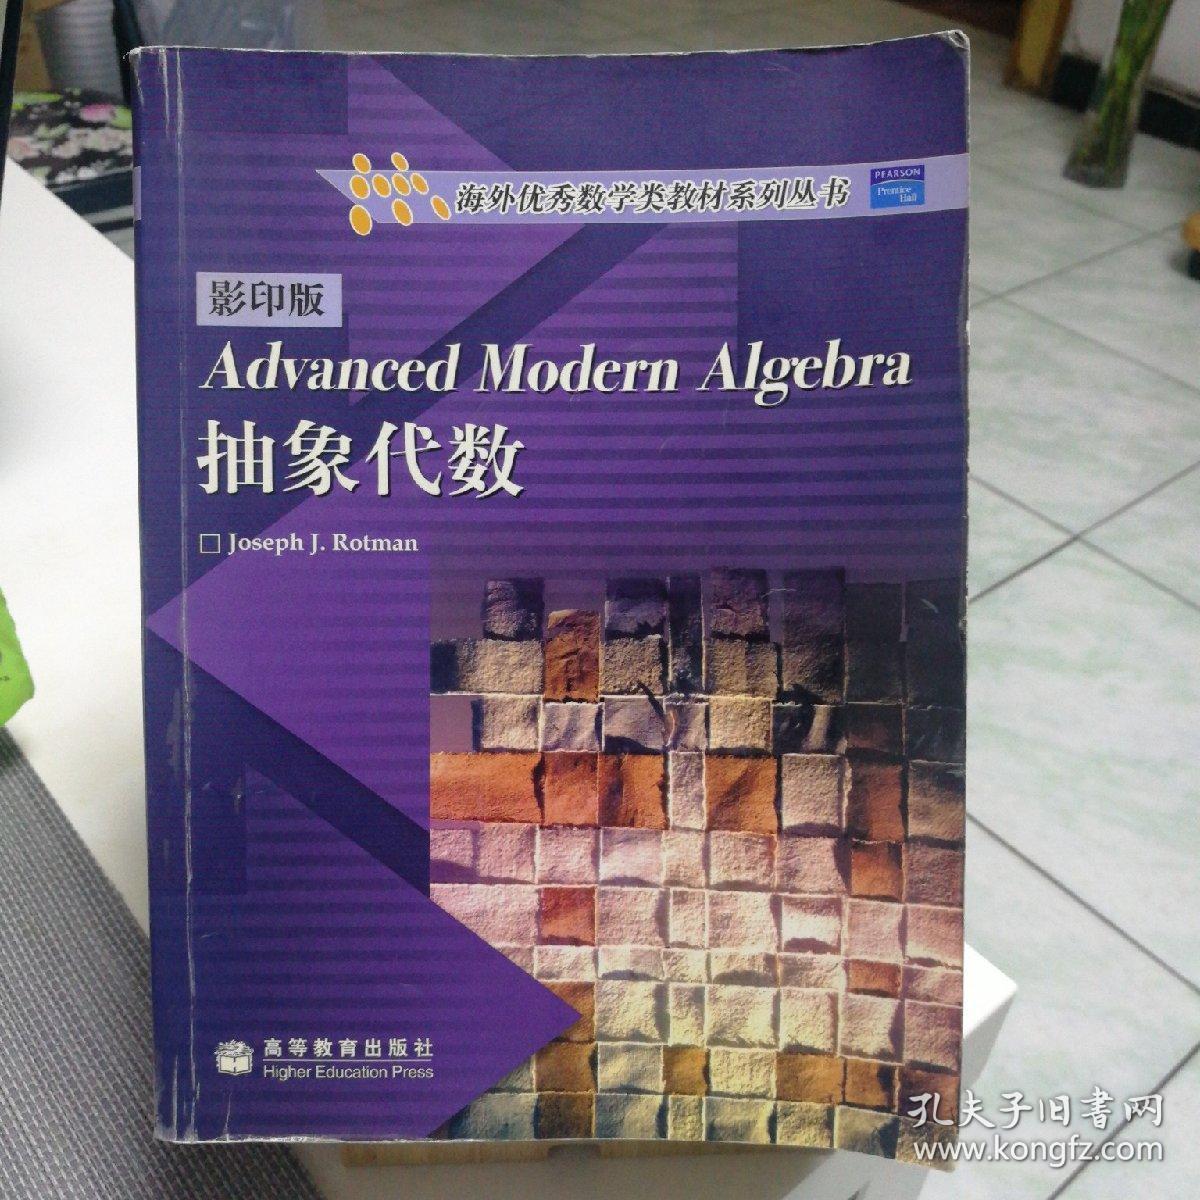 海外优秀数学类教材系列丛书
PEARSON
Prentice
Hall
影印版
Advanced Modern Algebra
抽象代数
Joseph J. Rotman
高等教育出版社
Higher Education Press
孔夫子旧书网
www.kongfz.com